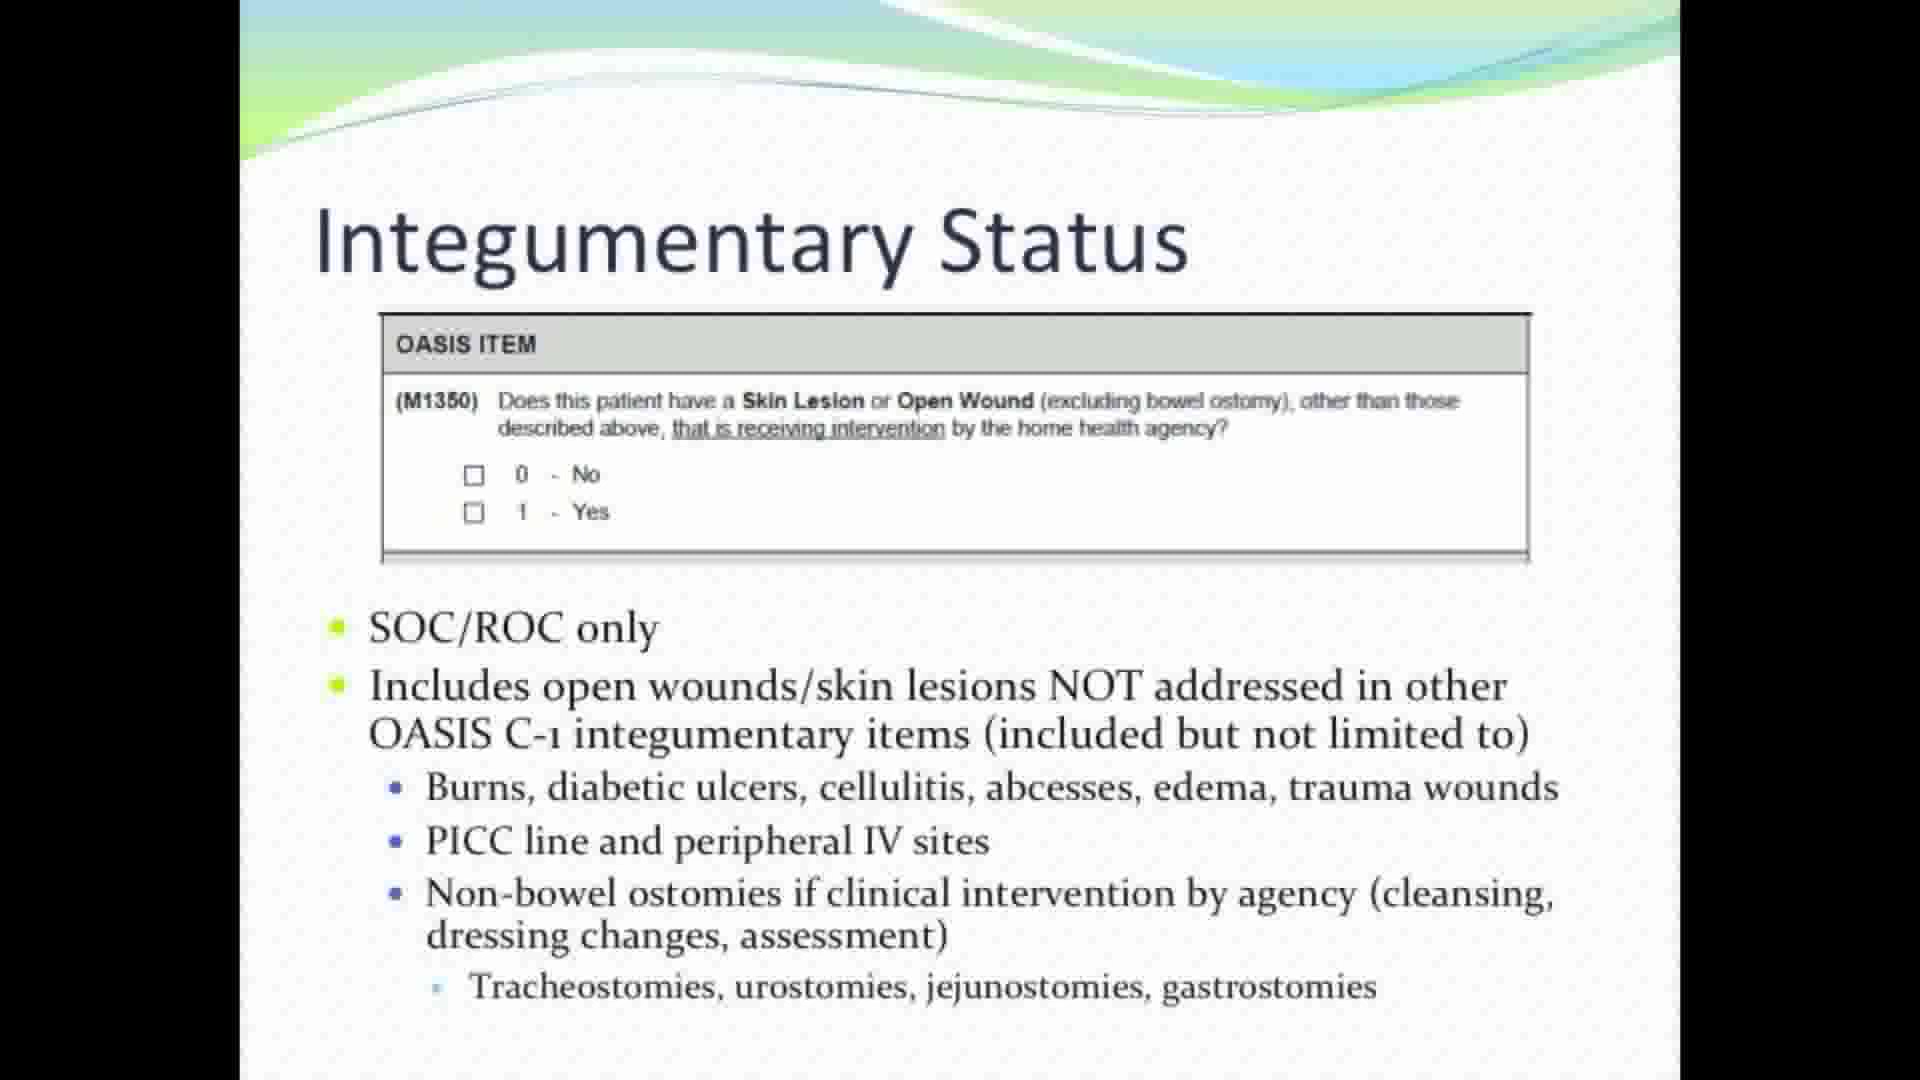 Integumentary Status
OASIS ITEM
(M1350) Does this patient have a Skin Lesion or Open Wound (excluding bowel ostomy), other than those
described above, that is receiving intervention by the home health agency?
0 - No
1 - Yes
SOC/ROC only
Includes open wounds/skin lesions NOT addressed in other
OASIS C-1 integumentary items (included but not limited to)
Burns, diabetic ulcers, cellulitis, abcesses, edema, trauma wounds
PICC line and peripheral IV sites
Non-bowel ostomies if clinical intervention by agency (cleansing,
dressing changes, assessment)
Tracheostomies, urostomies, jejunostomies, gastrostomies